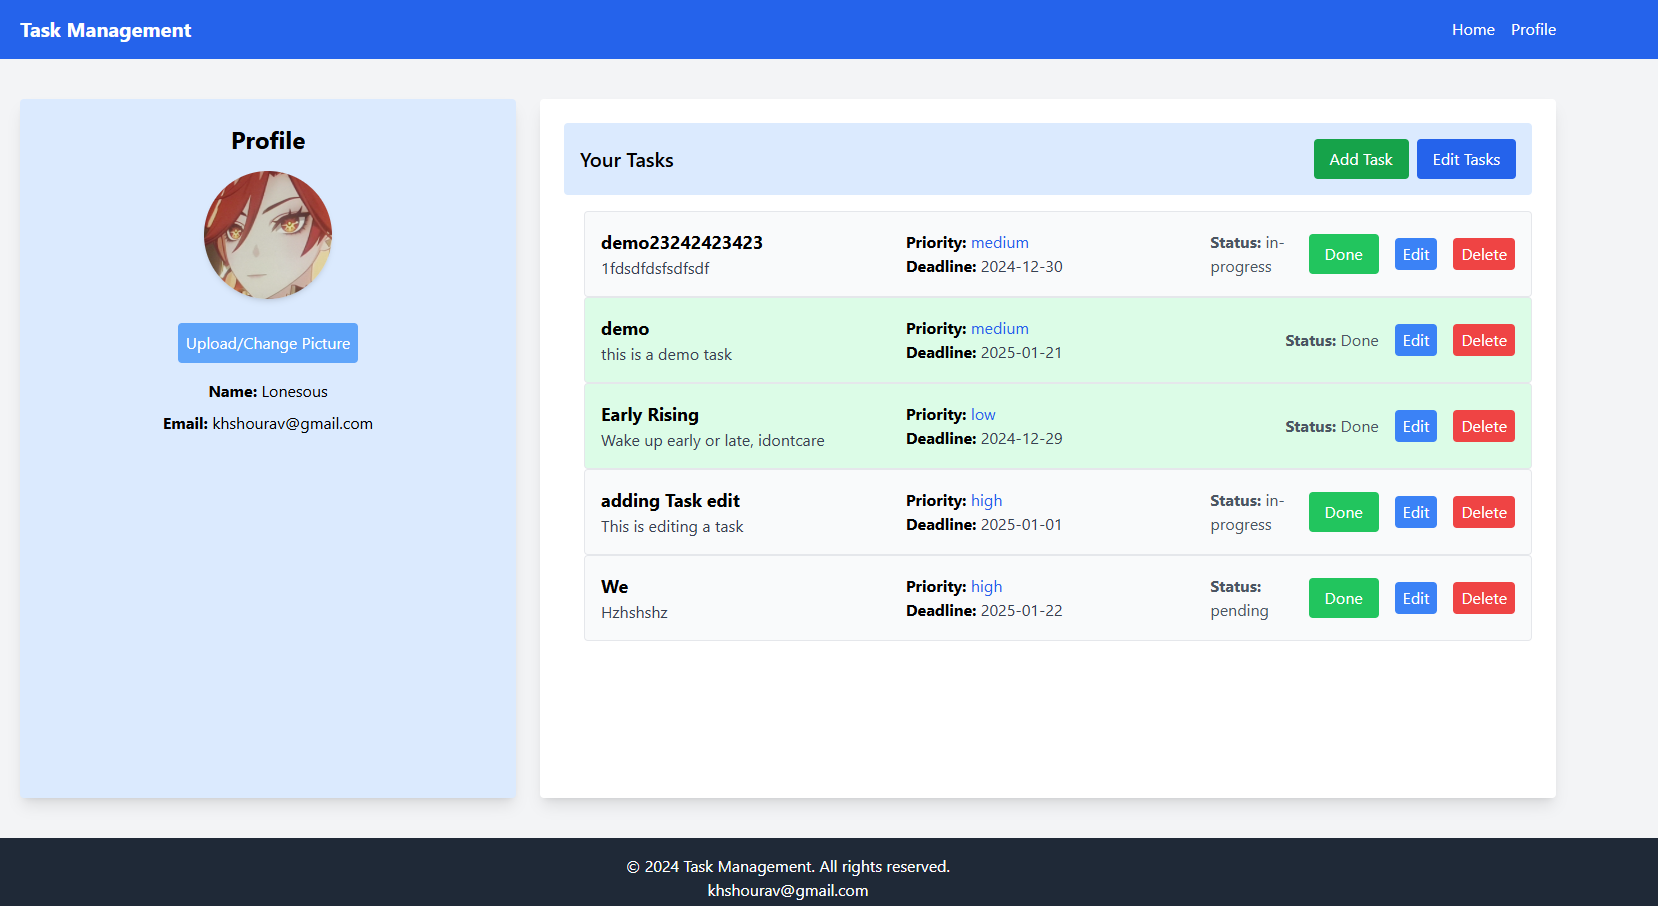 Task Management
Home Profile
Profile
Upload/Change Picture
Name: Lonesous
Email: khshourav@gmail.com
Your Tasks
Add Task Edit Tasks
demo23242423423
1fdsdfdsfsdfsdf
Priority: medium
Deadline: 2024-12-30
Status: in-
progress
Done Edit Delete
demo
this is a demo task
Priority: medium
Deadline: 2025-01-21
Status: Done
Edit Delete
Early Rising
Wake up early or late, idontcare
Priority: low
Deadline: 2024-12-29
Status: Done
Edit Delete
adding Task edit
This is editing a task
Priority: high
Deadline: 2025-01-01
Status: in-
progress
Done Edit Delete
We
Hzhshshz
Priority: high
Deadline: 2025-01-22
Status:
pending
Done Edit Delete
© 2024 Task Management. All rights reserved.
khshourav@gmail.com